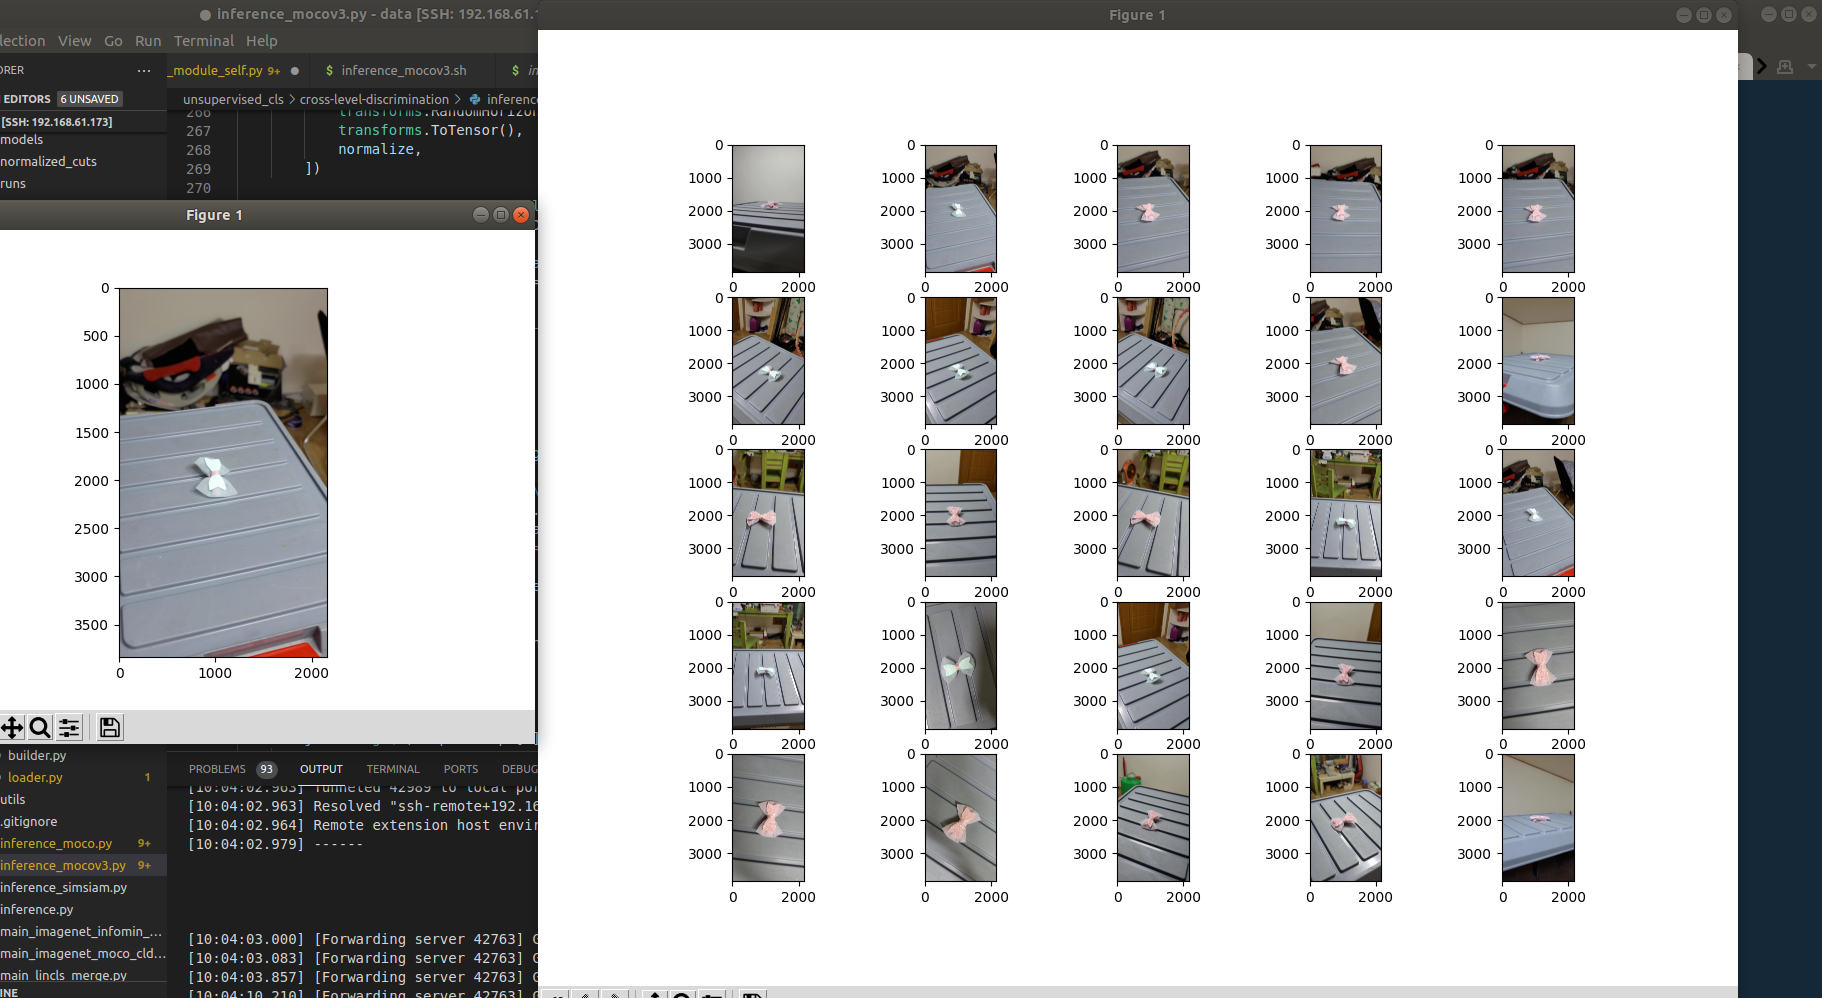 inference_mocov3.py - data [SSH: 192.168.61.1
Figure 1
lection View Go Run Terminal Help
ORER ...
_module_self.py 9+
$ inference_mocov3.sh
$ in
EDITORS 6 UNSAVED
unsupervised_cls > cross-level-discrimination > inference
[SSH: 192.168.61.173]
models
normalized_cuts
runs
266 transforms.RandomHorizon
267 transforms.ToTensor(),
268 normalize,
269 ])
270
Figure 1
0
500
1000
1500
2000
2500
3000
3500
0 1000 2000
0 0 0 0 0
1000 1000 1000 1000 1000
2000 2000 2000 2000 2000
3000 3000 3000 3000 3000
0 2000 0 2000 0 2000 0 2000 0 2000
0 0 0 0 0
1000 1000 1000 1000 1000
2000 2000 2000 2000 2000
3000 3000 3000 3000 3000
0 2000 0 2000 0 2000 0 2000 0 2000
0 0 0 0 0
1000 1000 1000 1000 1000
2000 2000 2000 2000 2000
3000 3000 3000 3000 3000
0 2000 0 2000 0 2000 0 2000 0 2000
0 0 0 0 0
1000 1000 1000 1000 1000
2000 2000 2000 2000 2000
3000 3000 3000 3000 3000
0 2000 0 2000 0 2000 0 2000 0 2000
0 0 0 0 0
1000 1000 1000 1000 1000
2000 2000 2000 2000 2000
3000 3000 3000 3000 3000
0 2000 0 2000 0 2000 0 2000 0 2000
builder.py
loader.py 1
utils
.gitignore
inference_moco.py 9+
inference_mocov3.py 9+
inference_simsiam.py
inference.py
main_imagenet_infomin_...
main_imagenet_moco_cld...
main_lincls_merge.py
INE
PROBLEMS 93 OUTPUT TERMINAL PORTS DEBUG
[10:04:02.963] Tunneled 42989 to local por
[10:04:02.963] Resolved "ssh-remote+192.16
[10:04:02.964] Remote extension host envir
[10:04:02.979] ------
[10:04:03.000] [Forwarding server 42763] G
[10:04:03.083] [Forwarding server 42763] G
[10:04:03.857] [Forwarding server 42763] G
[10:04:10.210] [Forwarding server 42763] G